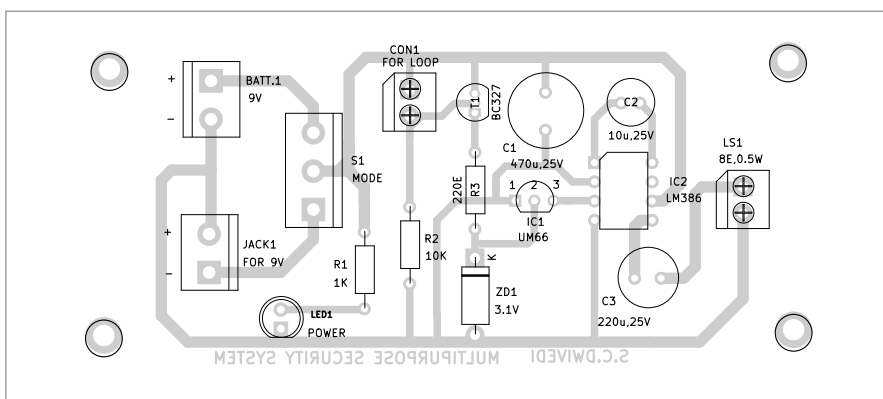 CON1
FOR LOOP
+
BATT.1
9V
-
T1
BC327
C2
10u,25V
C1
470u,25V
LS1
8E,0.5W
S1
MODE
220E
R3
1 2 3
IC2
LM386
IC1
UM66
+
JACK1
FOR 9V
-
R2
10K
R1
1K
K
ZD1
3.1V
C3
220u,25V
LED1
POWER
MULTIPURPOSE SECURITY SYSTEM
S.C.DWIVEDI